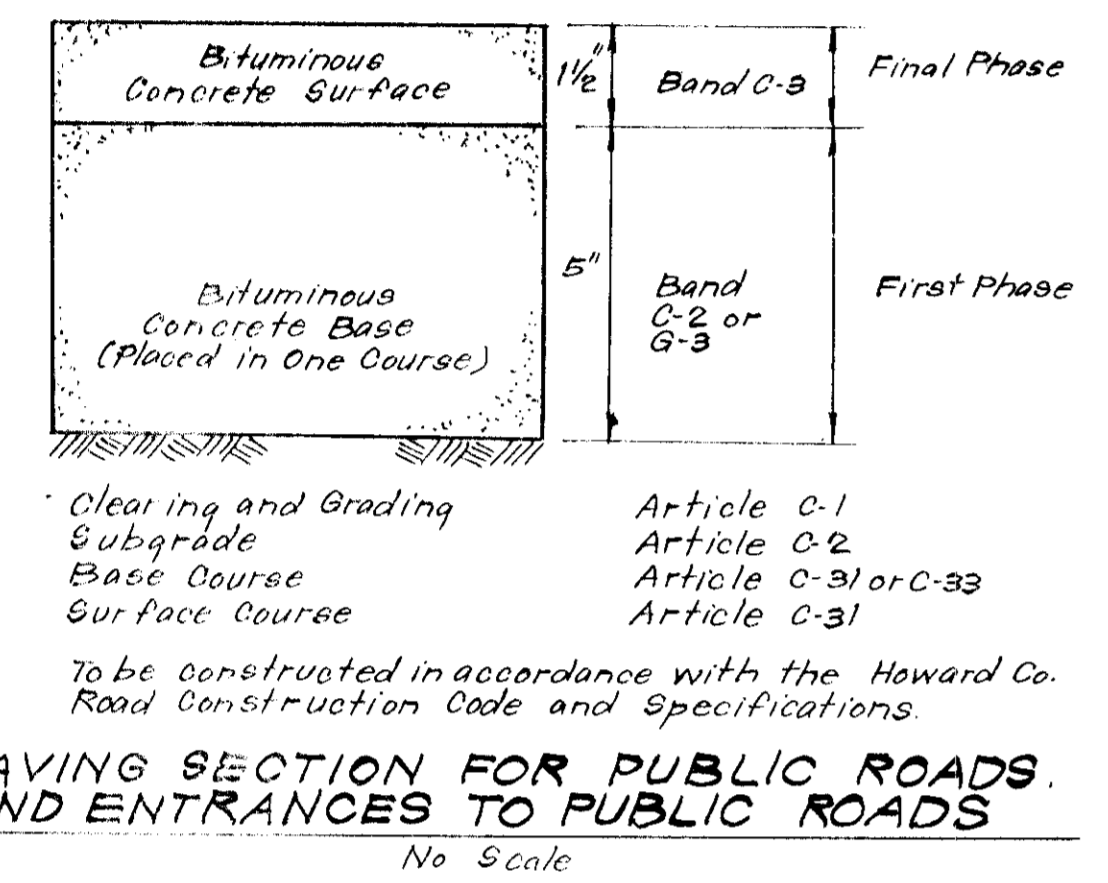 Bituminous
Concrete Surface
1 1/2"
Band C-3
Final Phase
Bituminous
Concrete Base
(Placed in One Course)
5"
Band
C-2 or
G-3
First Phase
Clearing and Grading Article C-1
Subgrade Article C-2
Base Course Article C-31 or C-33
Surface Course Article C-31
To be constructed in accordance with the Howard Co.
Road Construction Code and Specifications.
AVING SECTION FOR PUBLIC ROADS.
ND ENTRANCES TO PUBLIC ROADS
No Scale